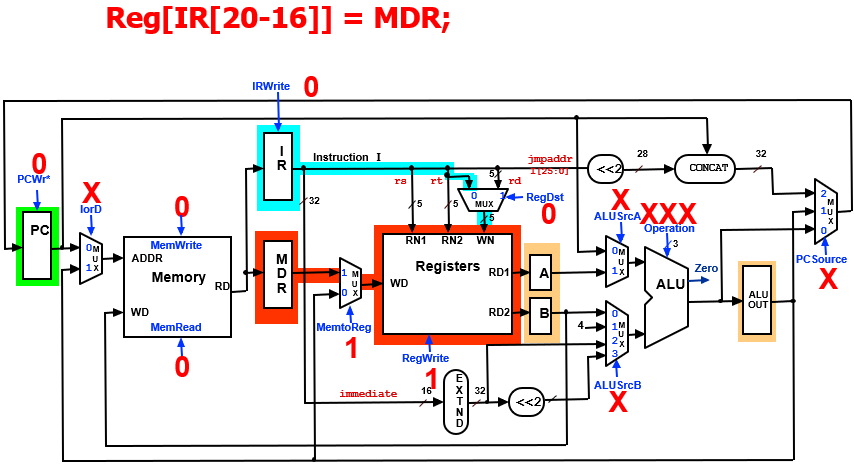 Reg[IR[20-16]] = MDR;
IRWrite
0
I
R
Instruction I
32
rs
rt
rd
5
5
5
5
0
MUX
1
RegDst
0
jmpaddr
I[25:0]
<<2
28
CONCAT
32
0
PCWr*
PC
X
IorD
0
1
M
U
X
0
MemWrite
ADDR
Memory
RD
WD
MemRead
0
M
D
R
1
0
M
U
X
MemtoReg
1
RN1
RN2
WN
Registers
WD
RD1
RD2
RegWrite
1
A
B
4
X
ALUSrcA
0
1
M
U
X
0
1
2
3
M
U
X
ALUSrcB
X
XXX
Operation
3
ALU
Zero
ALU
OUT
2
1
0
M
U
X
PCSource
X
immediate
16
E
X
T
N
D
32
<<2